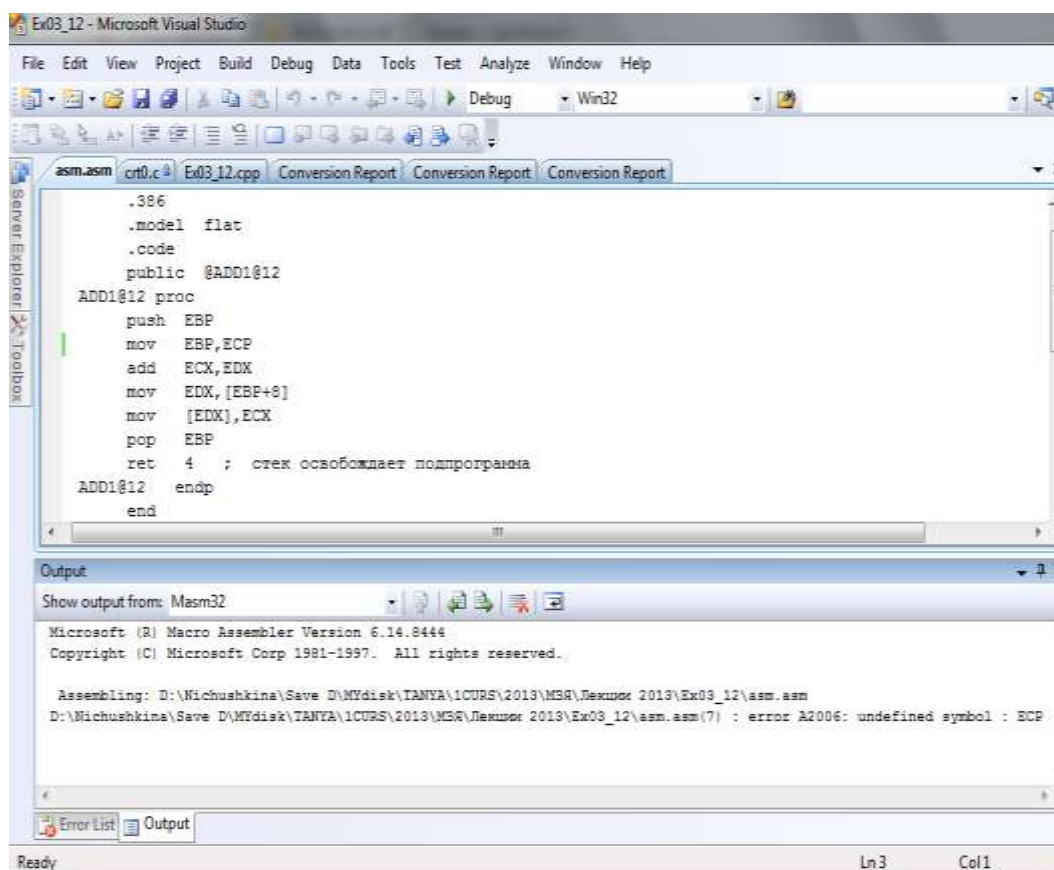 Ex03_12 - Microsoft Visual Studio
File Edit View Project Build Debug Data Tools Test Analyze Window Help
Debug Win32
asm.asm crt0.c Ex03_12.cpp Conversion Report Conversion Report Conversion Report
Server Explorer
Toolbox
.386
.model flat
.code
public @ADD1@12
ADD1@12 proc
push EBP
mov EBP,ECP
add ECX,EDX
mov EDX,[EBP+8]
mov [EDX],ECX
pop EBP
ret 4 ; стек освобождает подпрограмма
ADD1@12 endp
end
Output
Show output from: Masm32
Microsoft (R) Macro Assembler Version 6.14.8444
Copyright (C) Microsoft Corp 1981-1997. All rights reserved.
Assembling: D:\Nichushkina\Save D\MYdisk\TANYA\1CURS\2013\МЗЯ\Лекции 2013\Ex03_12\asm.asm
D:\Nichushkina\Save D\MYdisk\TANYA\1CURS\2013\МЗЯ\Лекции 2013\Ex03_12\asm.asm(7) : error A2006: undefined symbol : ECP
Error List Output
Ready Ln 3 Col 1